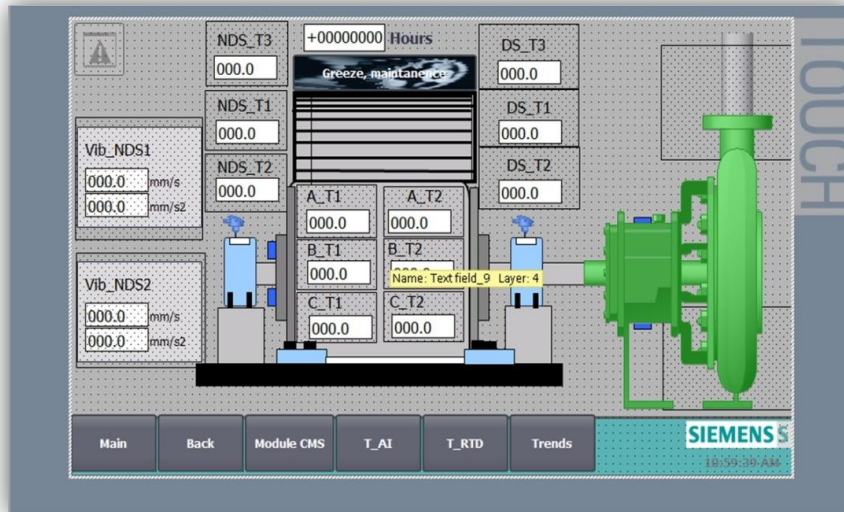 TOUCH
NDS_T3
000.0
+00000000 Hours
Greeze, maintanence
DS_T3
000.0
NDS_T1
000.0
DS_T1
000.0
NDS_T2
000.0
DS_T2
000.0
Vib_NDS1
000.0 mm/s
000.0 mm/s2
A_T1
000.0
A_T2
000.0
B_T1
000.0
B_T2
Name: Text field_9 Layer: 4
Vib_NDS2
000.0 mm/s
000.0 mm/s2
C_T1
000.0
C_T2
000.0
Main
Back
Module CMS
T_AI
T_RTD
Trends
SIEMENS
10:59:39 AM